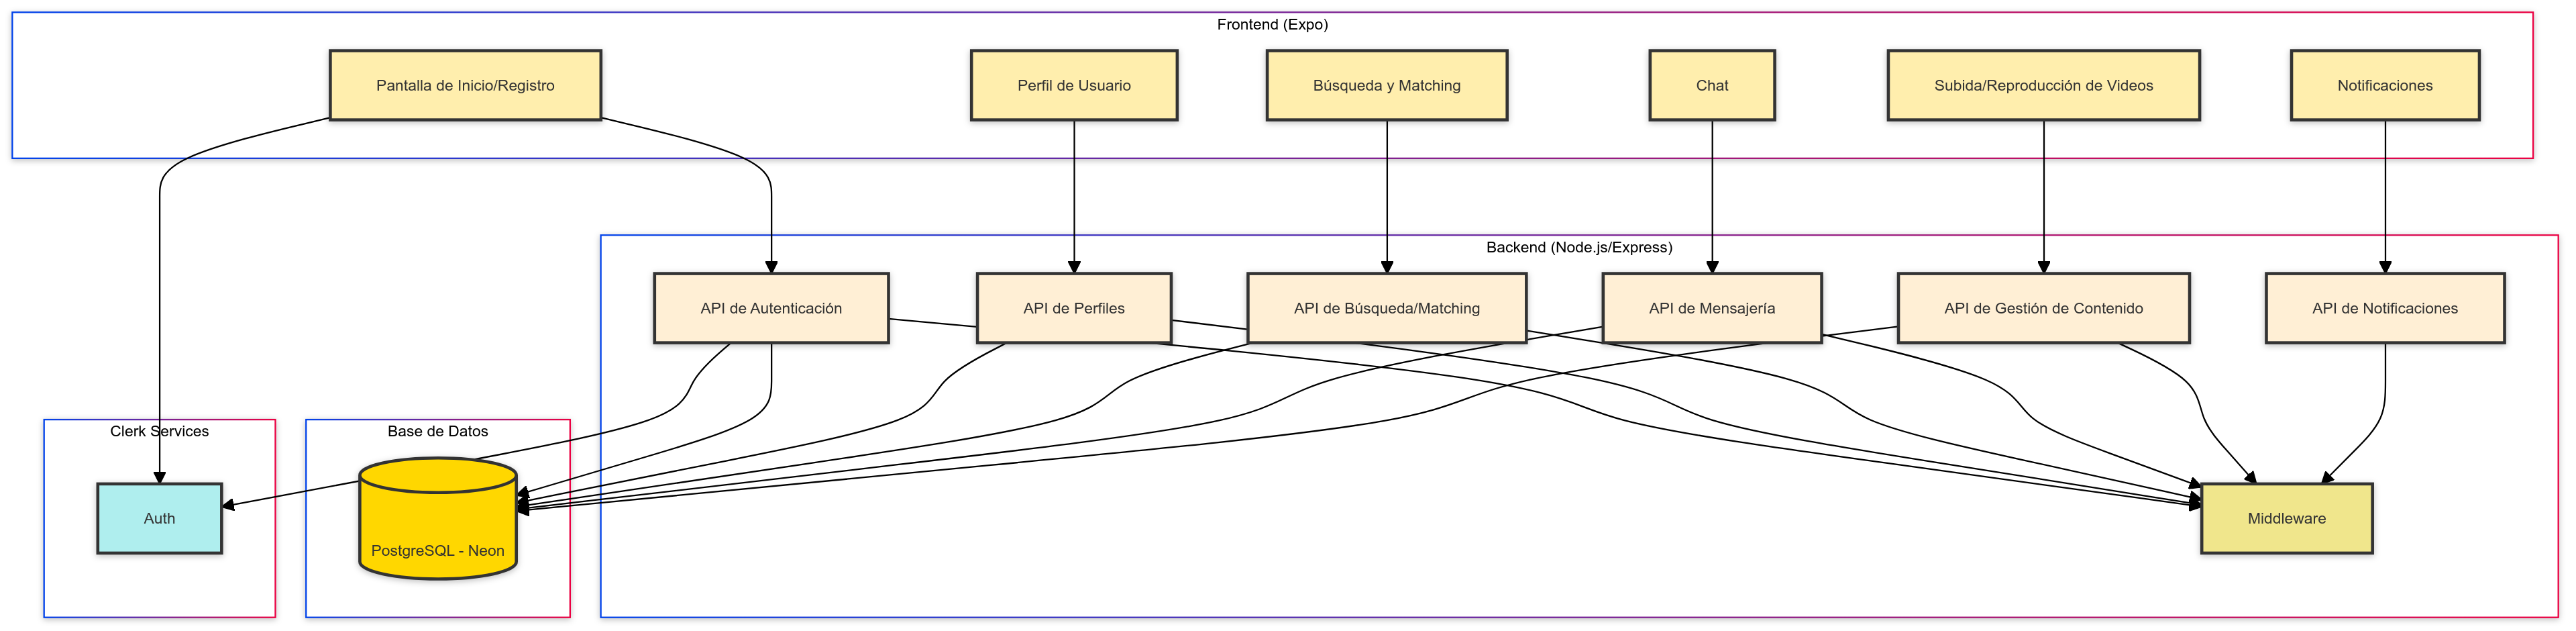 Frontend (Expo)
Pantalla de Inicio/Registro
Perfil de Usuario
Búsqueda y Matching
Chat
Subida/Reproducción de Videos
Notificaciones
Backend (Node.js/Express)
API de Autenticación
API de Perfiles
API de Búsqueda/Matching
API de Mensajería
API de Gestión de Contenido
API de Notificaciones
Clerk Services
Base de Datos
Auth
PostgreSQL - Neon
Middleware